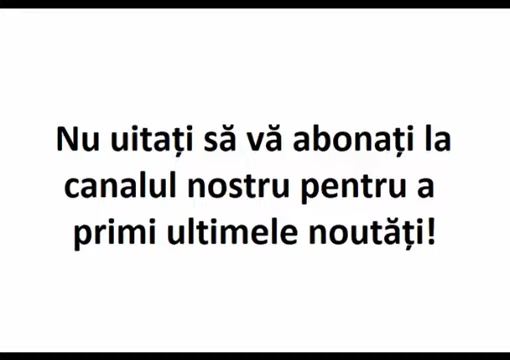 Nu uitați să vă abonați la
canalul nostru pentru a
primi ultimele noutăți!